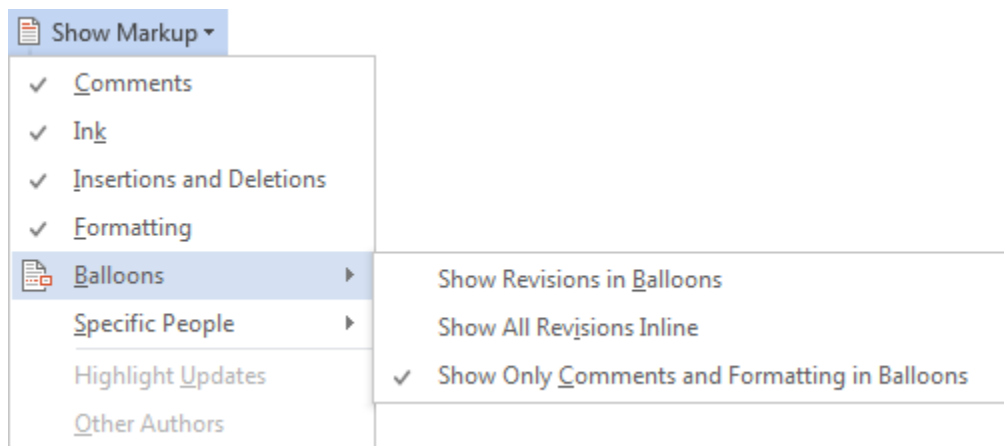 Show Markup
Comments
Ink
Insertions and Deletions
Formatting
Balloons
Show Revisions in Balloons
Specific People
Show All Revisions Inline
Highlight Updates
Show Only Comments and Formatting in Balloons
Other Authors